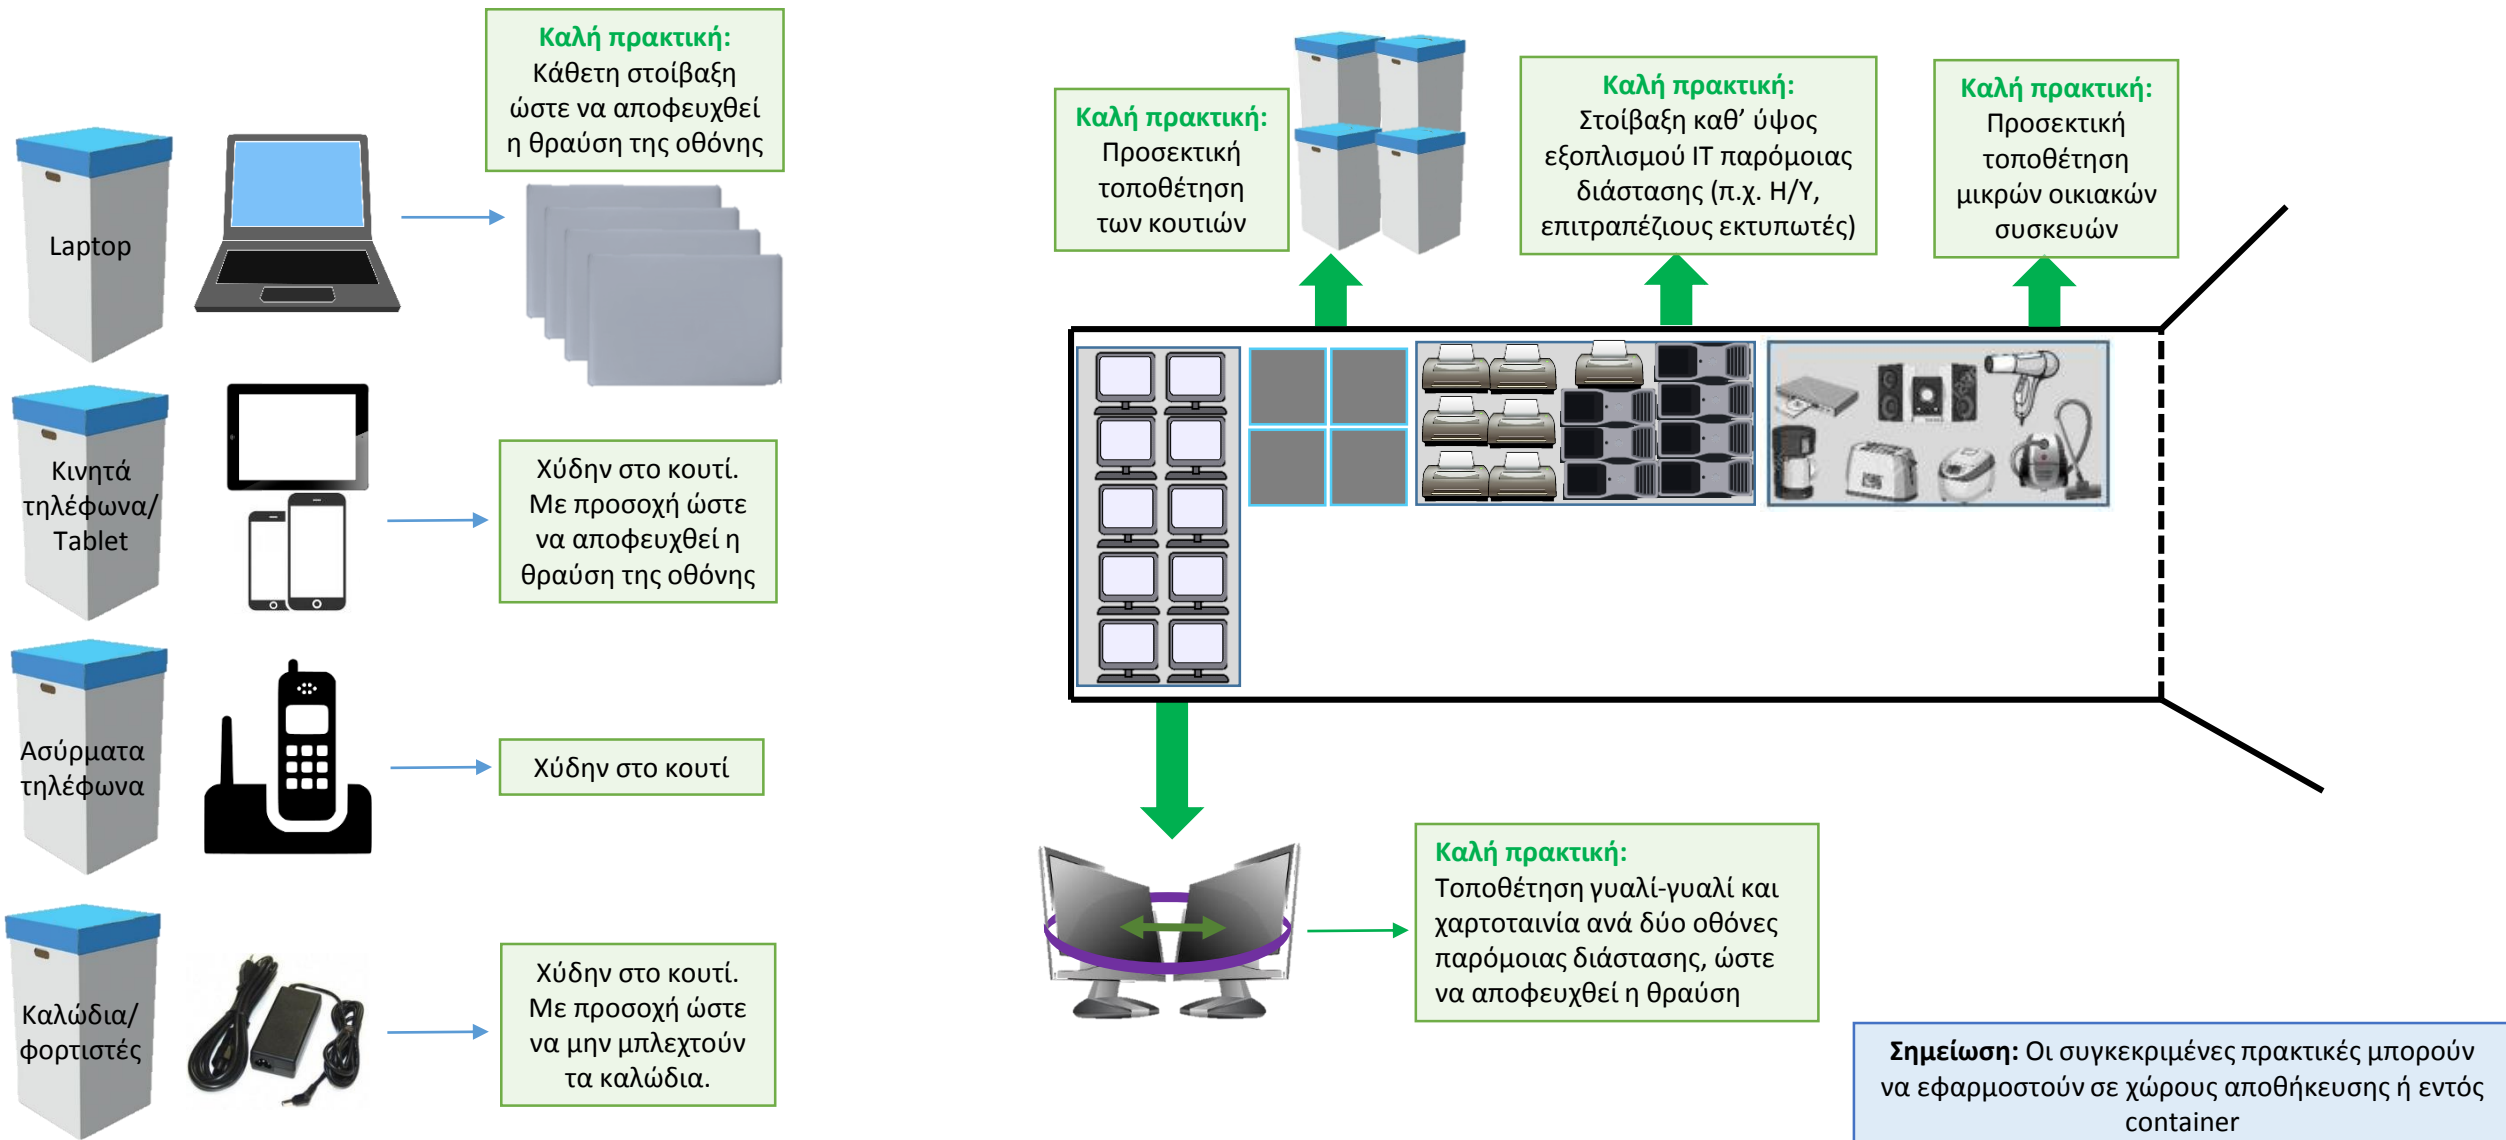 Καλή πρακτική:
Κάθετη στοίβαξη
ώστε να αποφευχθεί
η θραύση της οθόνης
Laptop
Κινητά
τηλέφωνα/
Tablet
Χύδην στο κουτί.
Με προσοχή ώστε
να αποφευχθεί η
θραύση της οθόνης
Ασύρματα
τηλέφωνα
Χύδην στο κουτί
Καλώδια/
φορτιστές
Χύδην στο κουτί.
Με προσοχή ώστε
να μην μπλεχτούν
τα καλώδια.
Καλή πρακτική:
Προσεκτική
τοποθέτηση
των κουτιών
Καλή πρακτική:
Στοίβαξη καθ’ ύψος
εξοπλισμού IT παρόμοιας
διάστασης (π.χ. Η/Υ,
επιτραπέζιους εκτυπωτές)
Καλή πρακτική:
Προσεκτική
τοποθέτηση
μικρών οικιακών
συσκευών
Καλή πρακτική:
Τοποθέτηση γυαλί-γυαλί και
χαρτοταινία ανά δύο οθόνες
παρόμοιας διάστασης, ώστε
να αποφευχθεί η θραύση
Σημείωση: Οι συγκεκριμένες πρακτικές μπορούν
να εφαρμοστούν σε χώρους αποθήκευσης ή εντός
container